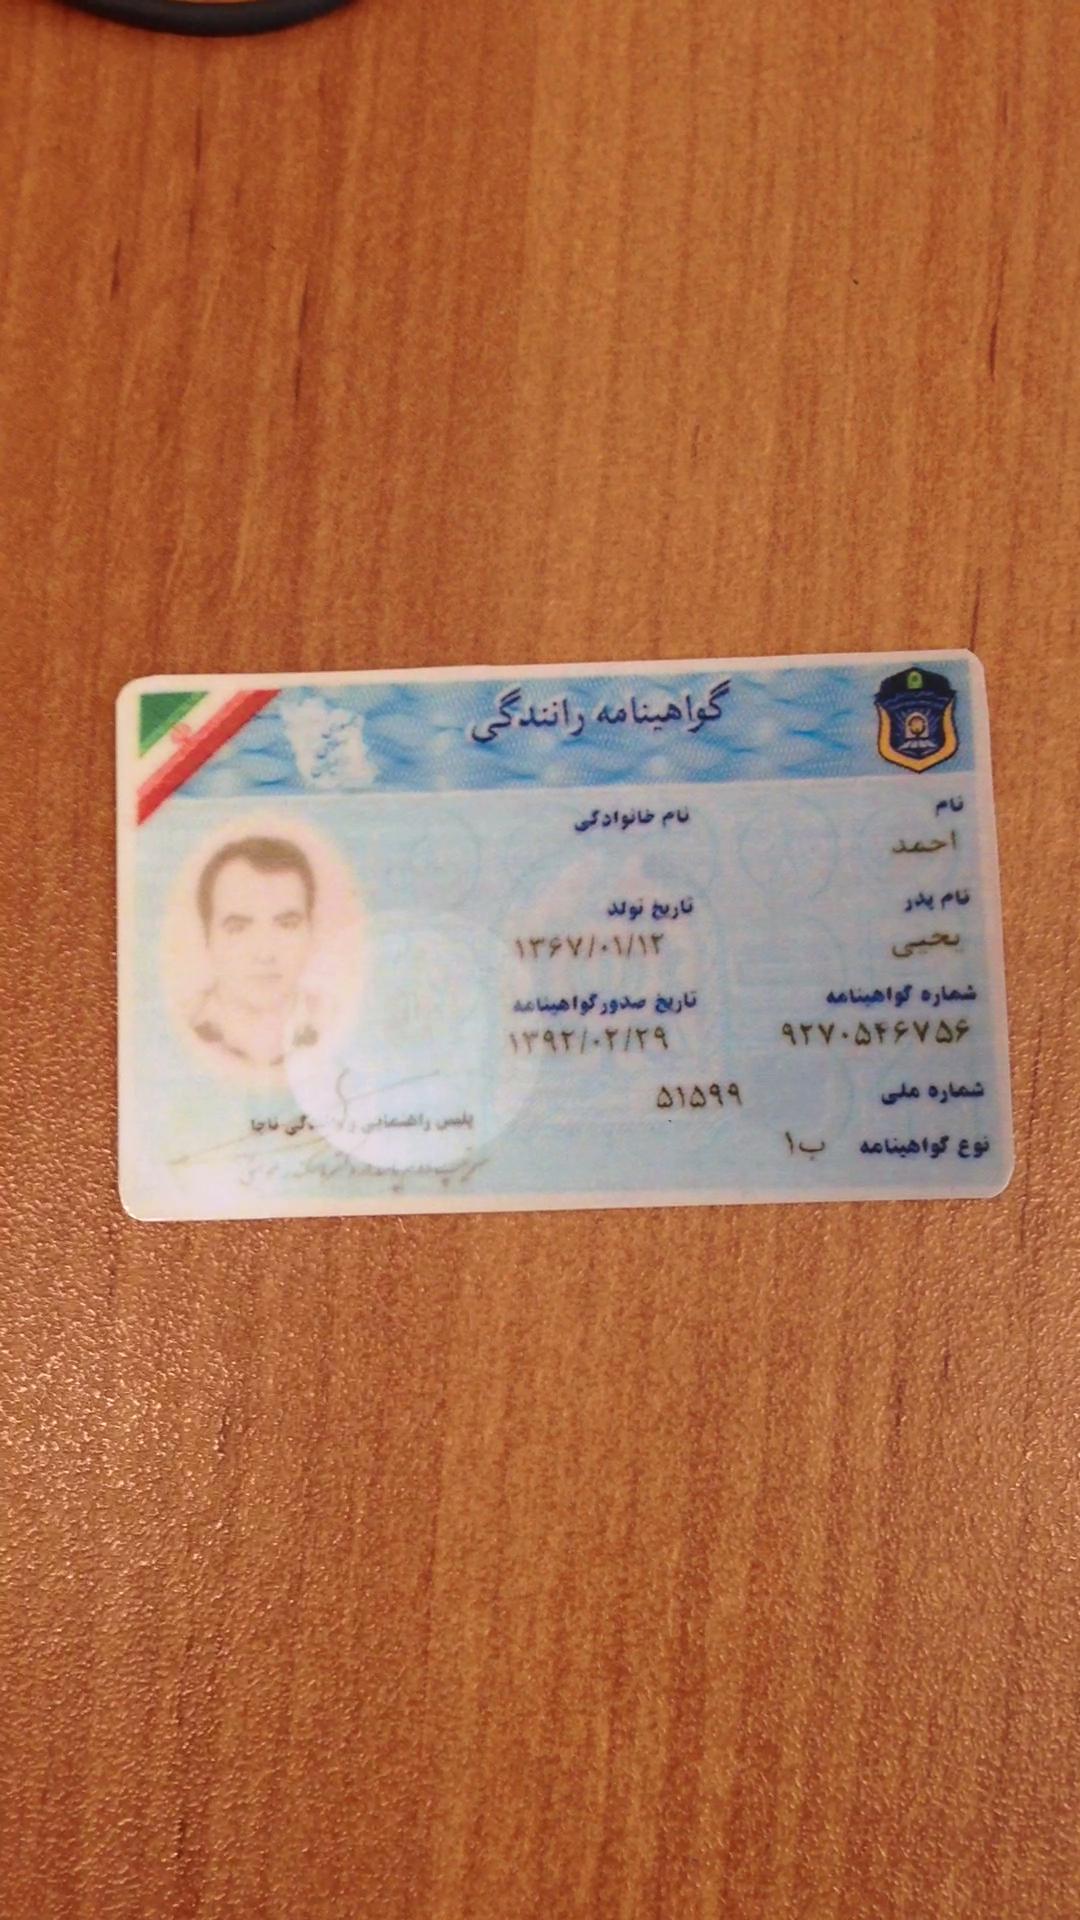 گواهینامه رانندگی
نام
نام خانوادگی
احمد
نام پدر
تاریخ تولد
یحیی
۱۳۶۷/۰۱/۱۲
شماره گواهینامه
تاریخ صدور گواهینامه
۹۲۷۰۵۴۶۷۵۶
۱۳۹۲/۰۲/۲۹
شماره ملی
۵۱۵۹۹
نوع گواهینامه
ب۱
پلیس راهنمایی و رانندگی ناجا